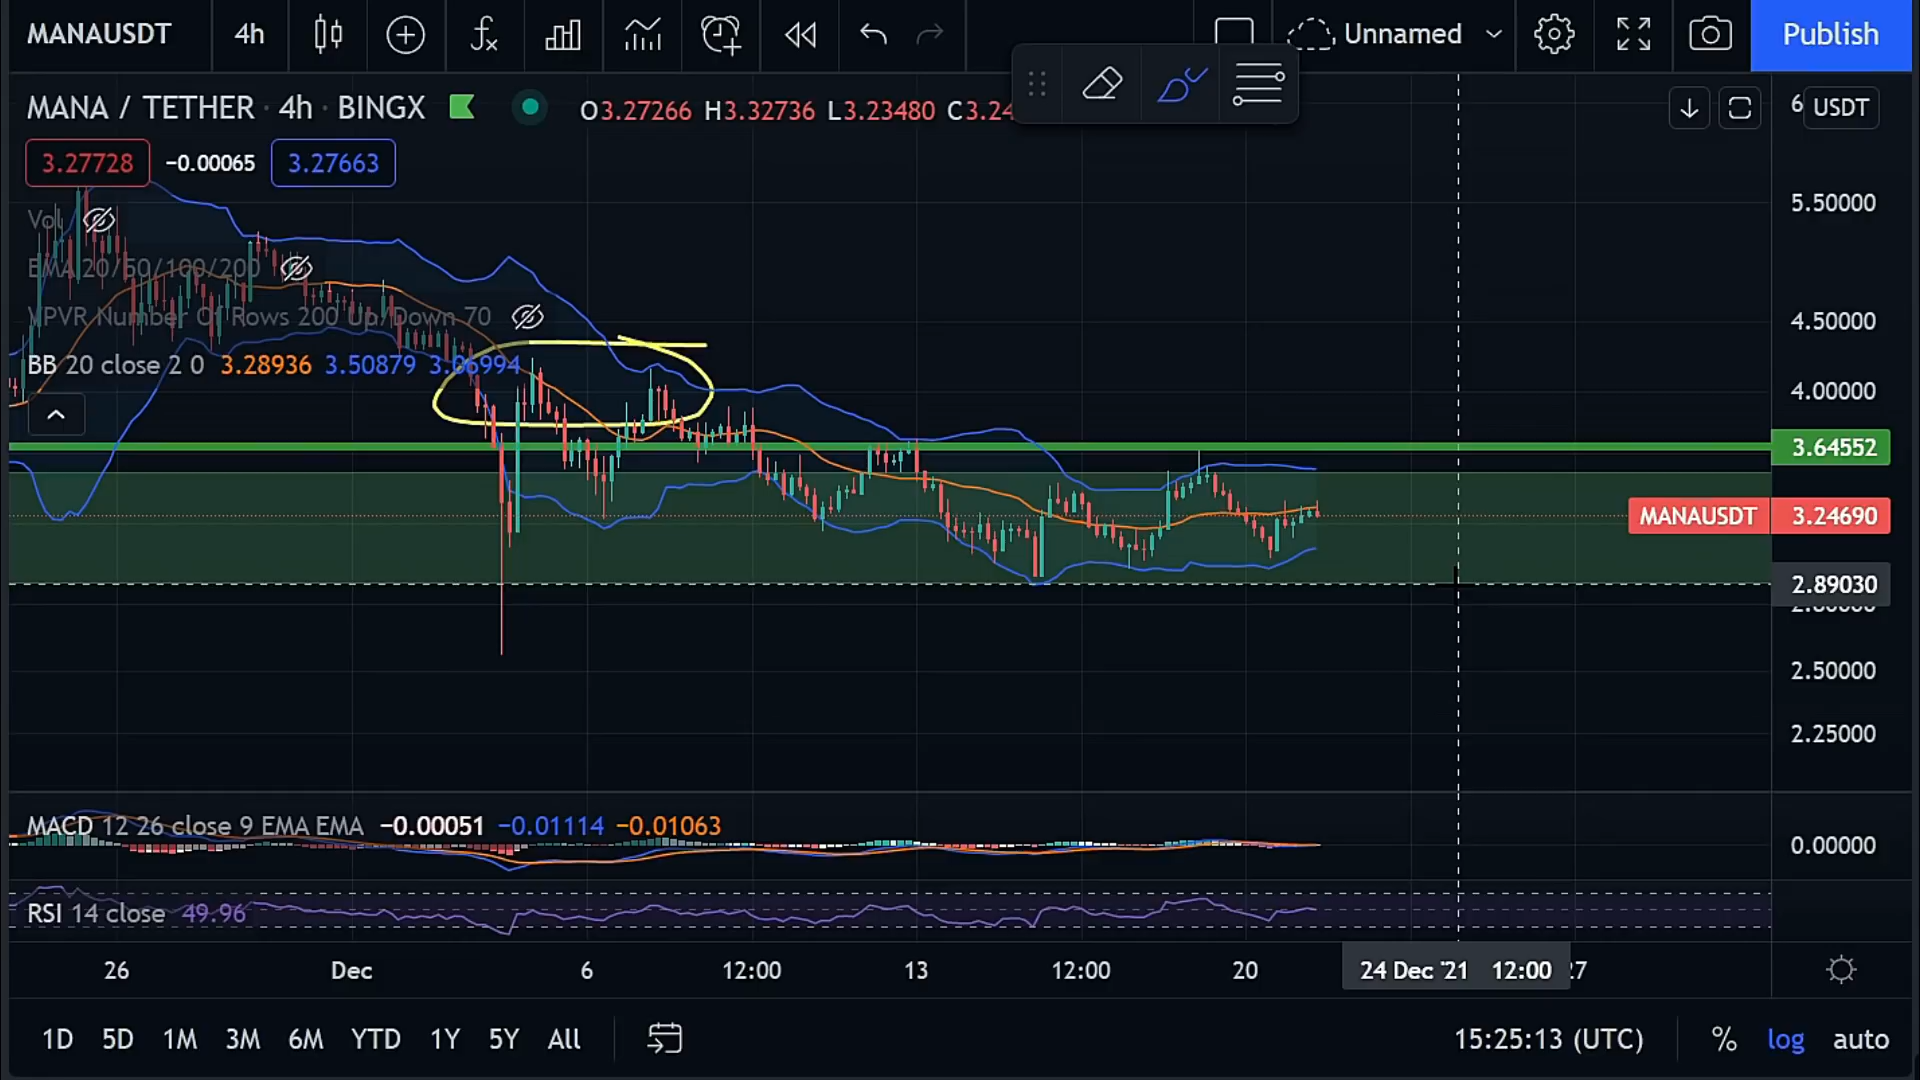 MANAUSDT 4h Unnamed Publish
MANA / TETHER · 4h · BINGX O3.27266 H3.32736 L3.23480 C3.24 USDT
3.27728 −0.00065 3.27663
Vol
EMA 20/50/100/200
VPVR Number Of Rows 200 Up/Down 70
BB 20 close 2 0 3.28936 3.50879 3.06994
6
5.50000
4.50000
4.00000
3.64552
MANAUSDT 3.24690
2.89030
2.50000
2.25000
MACD 12 26 close 9 EMA EMA −0.00051 −0.01114 −0.01063
0.00000
RSI 14 close 49.96
26 Dec 6 12:00 13 12:00 20 24 Dec '21 12:00 27
1D 5D 1M 3M 6M YTD 1Y 5Y All 15:25:13 (UTC) % log auto